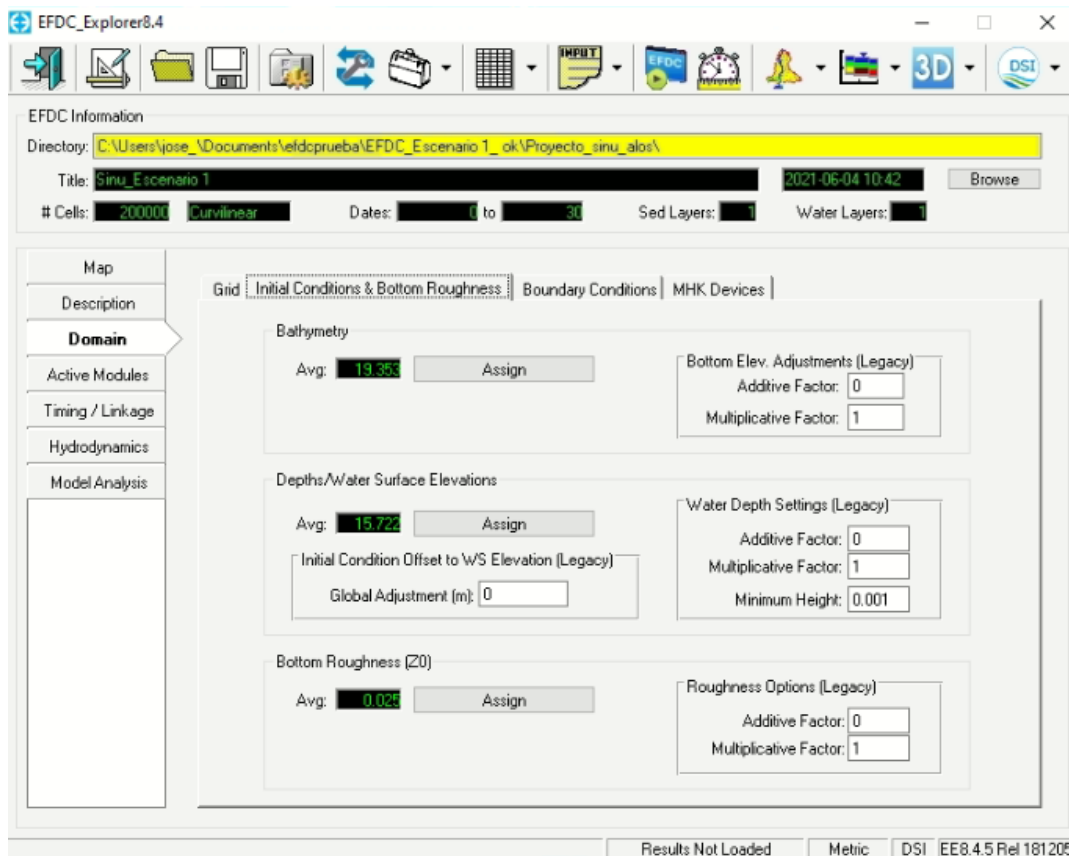 EFDC_Explorer8.4
INPUT
EFDC
3D
DSI
EFDC Information
Directory: C:\Users\jose_\Documents\efdcprueba\EFDC_Escenario 1_ ok\Proyecto_sinu_alos\
Title: Sinu_Escenario 1 2021-06-04 10:42 Browse
# Cells: 200000 Curvilinear Dates: 0 to 30 Sed Layers: 1 Water Layers: 1
Map
Description
Domain
Active Modules
Timing / Linkage
Hydrodynamics
Model Analysis
Grid Initial Conditions & Bottom Roughness Boundary Conditions MHK Devices
Bathymetry
Avg: 19.353 Assign
Bottom Elev. Adjustments (Legacy)
Additive Factor: 0
Multiplicative Factor: 1
Depths/Water Surface Elevations
Avg: 15.722 Assign
Initial Condition Offset to WS Elevation (Legacy)
Global Adjustment (m): 0
Water Depth Settings (Legacy)
Additive Factor: 0
Multiplicative Factor: 1
Minimum Height: 0.001
Bottom Roughness (Z0)
Avg: 0.025 Assign
Roughness Options (Legacy)
Additive Factor: 0
Multiplicative Factor: 1
Results Not Loaded Metric DSI EE8.4.5 Rel 181205